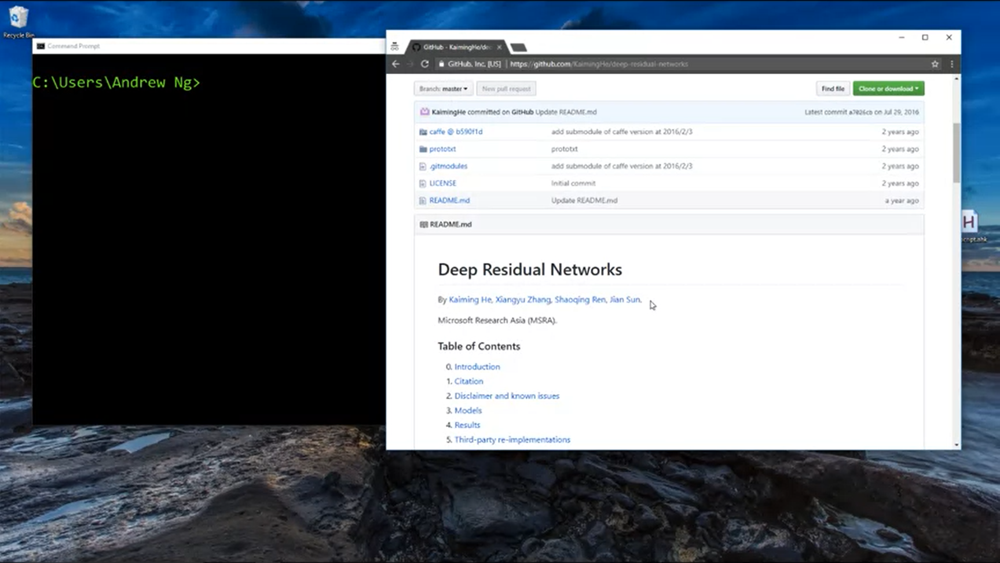 Recycle Bin
Command Prompt
C:\Users\Andrew Ng>
GitHub - KaimingHe/dee
GitHub, Inc. [US] | https://github.com/KaimingHe/deep-residual-networks
Branch: master New pull request Find file Clone or download
KaimingHe committed on GitHub Update README.md Latest commit a7026cb on Jul 29, 2016
caffe @ b590f1d add submodule of caffe version at 2016/2/3 2 years ago
prototxt prototxt 2 years ago
.gitmodules add submodule of caffe version at 2016/2/3 2 years ago
LICENSE Initial commit 2 years ago
README.md Update README.md a year ago
README.md
H
Deep Residual Networks
By Kaiming He, Xiangyu Zhang, Shaoqing Ren, Jian Sun.
Microsoft Research Asia (MSRA).
Table of Contents
0. Introduction
1. Citation
2. Disclaimer and known issues
3. Models
4. Results
5. Third-party re-implementations